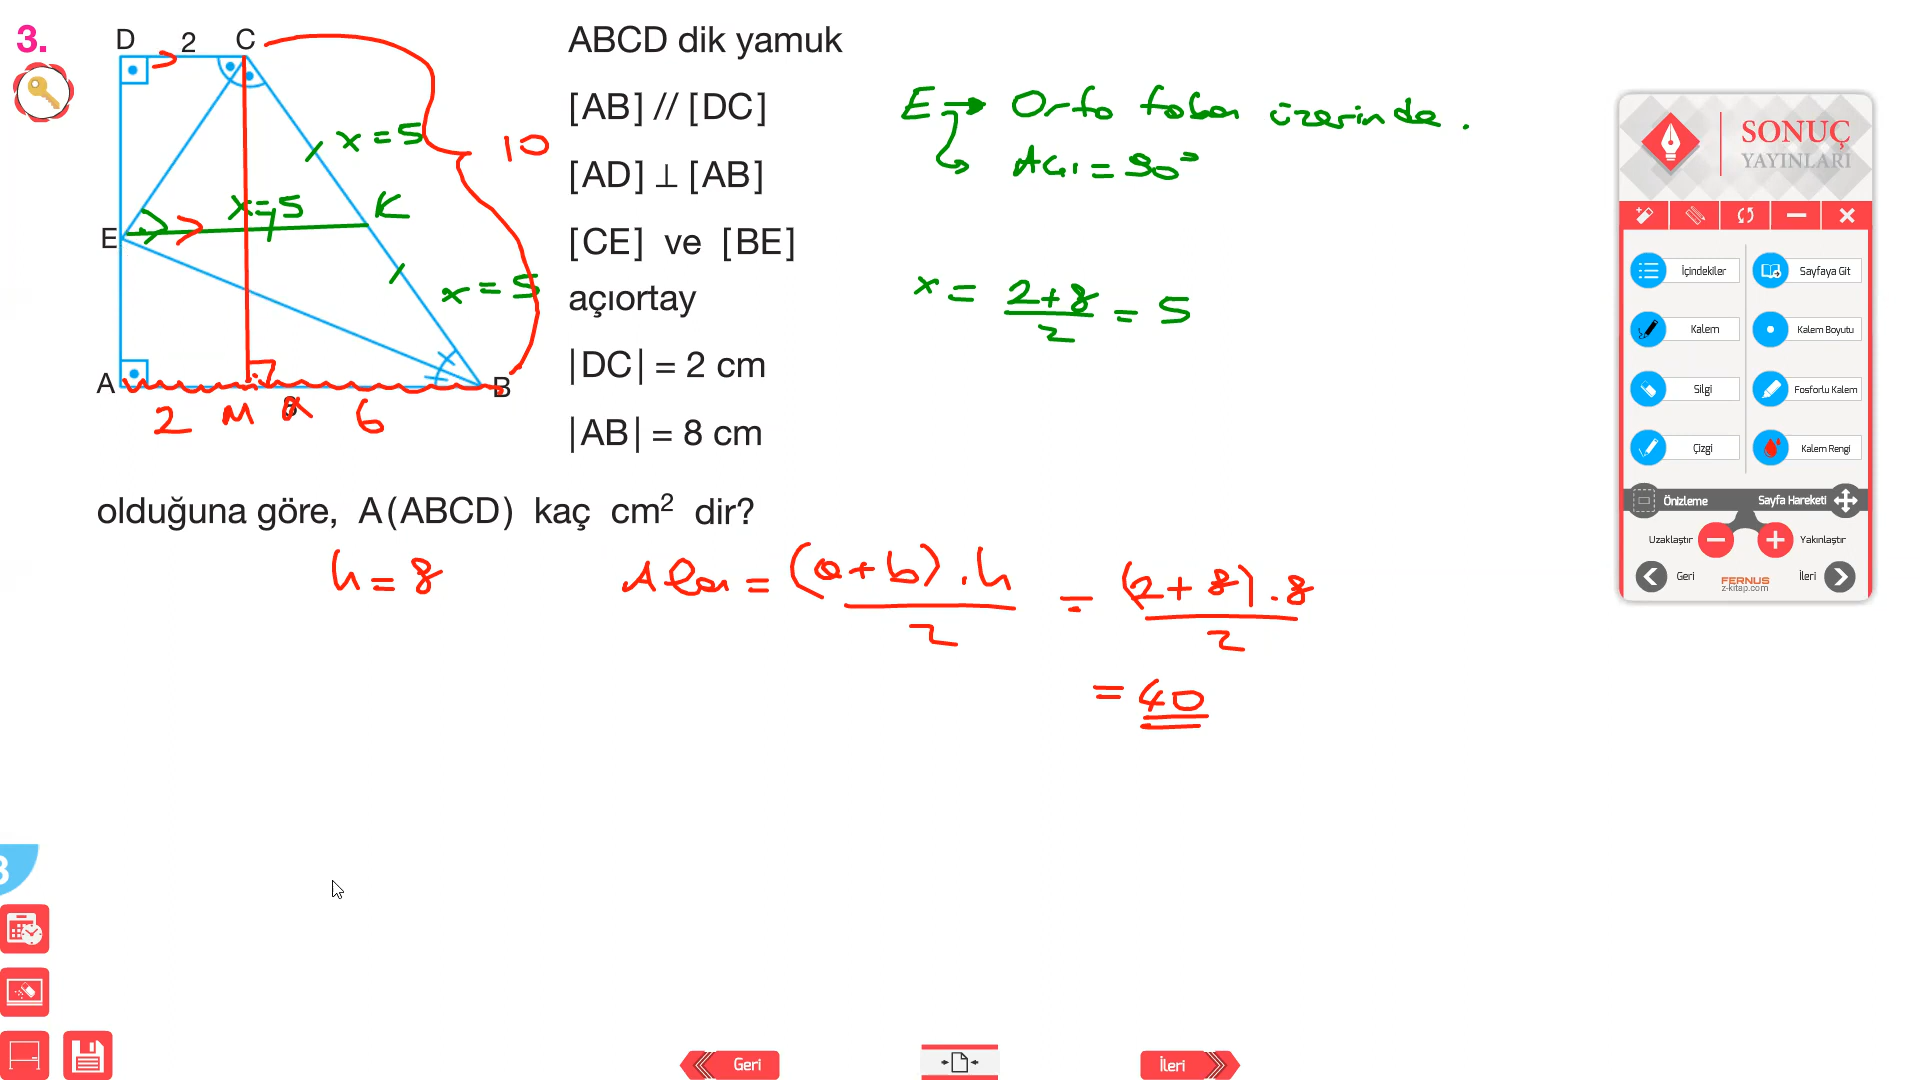 3.
D 2 C
ABCD dik yamuk
[AB] // [DC]
[AD] ⊥ [AB]
[CE] ve [BE]
açıortay
|DC| = 2 cm
|AB| = 8 cm
x = 5
10
x = 5
K
E
x = 5
A
B
8
2 M 6
E → Orta taban üzerinde.
Açı = 90°
x = 2+8 / 2 = 5
olduğuna göre, A(ABCD) kaç cm² dir?
h = 8
Alan = (a+b).h / 2 = (2+8).8 / 2
= 40
SONUÇ
YAYINLARI
İçindekiler
Sayfaya Git
Kalem
Kalem Boyutu
Silgi
Fosforlu Kalem
Çizgi
Kalem Rengi
Önizleme
Sayfa Hareketi
Uzaklaştır
Yakınlaştır
Geri
FERNUS
z-kitap.com
İleri
Geri
İleri